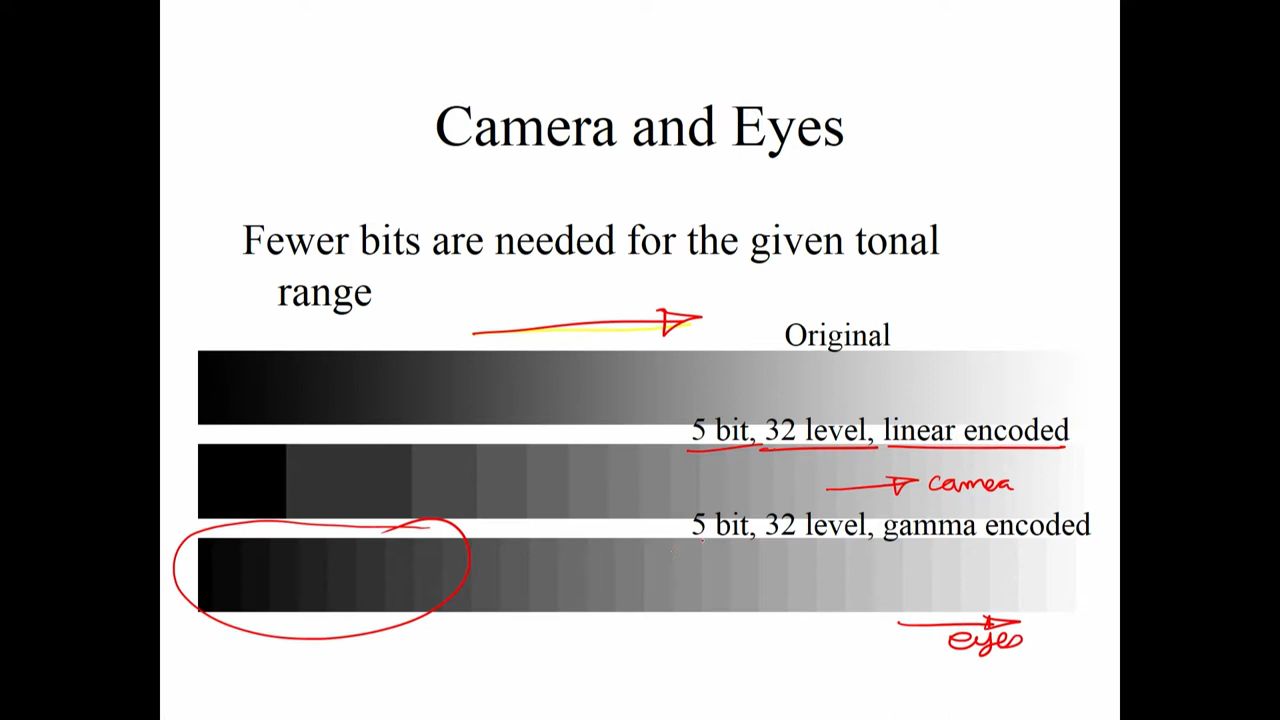 Camera and Eyes
Fewer bits are needed for the given tonal
range
Original
5 bit, 32 level, linear encoded
camea
5 bit, 32 level, gamma encoded
eyes